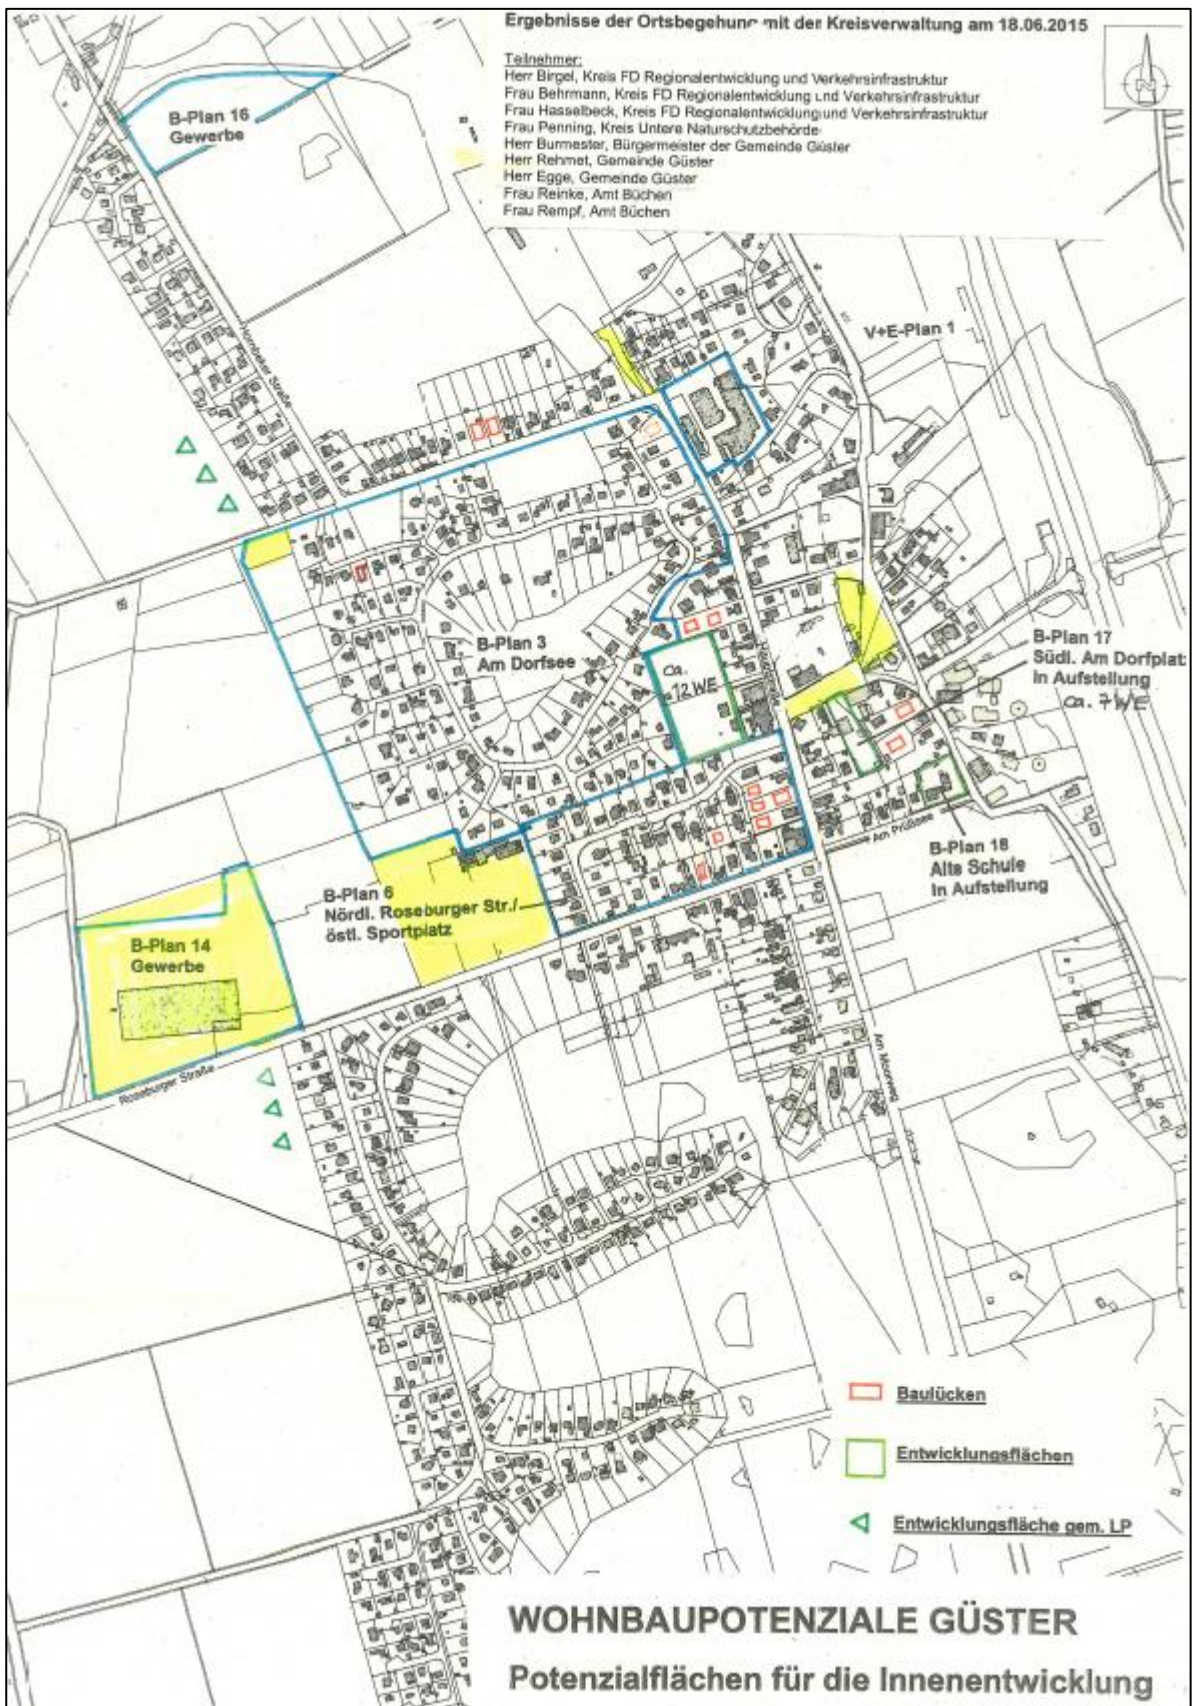 Ergebnisse der Ortsbegehung mit der Kreisverwaltung am 18.06.2015
Teilnehmer:
Herr Birgel, Kreis FD Regionalentwicklung und Verkehrsinfrastruktur
Frau Behrmann, Kreis FD Regionalentwicklung und Verkehrsinfrastruktur
Frau Hasselbeck, Kreis FD Regionalentwicklung und Verkehrsinfrastruktur
Frau Penning, Kreis Untere Naturschutzbehörde
Herr Burmester, Bürgermeister der Gemeinde Güster
Herr Rehmet, Gemeinde Güster
Herr Egge, Gemeinde Güster
Frau Reinke, Amt Büchen
Frau Rempf, Amt Büchen
B-Plan 16
Gewerbe
V+E-Plan 1
Hornbeker Straße
B-Plan 3
Am Dorfsee
ca.
12 WE
Hauptstraße
B-Plan 17
Südl. Am Dorfplat
In Aufstellung
ca. 7 WE
Am Prüßsee
B-Plan 18
Alte Schule
In Aufstellung
B-Plan 6
Nördl. Roseburger Str./
östl. Sportplatz
B-Plan 14
Gewerbe
Roseburger Straße
Am Moorweg
Baulücken
Entwicklungsflächen
Entwicklungsfläche gem. LP
WOHNBAUPOTENZIALE GÜSTER
Potenzialflächen für die Innenentwicklung